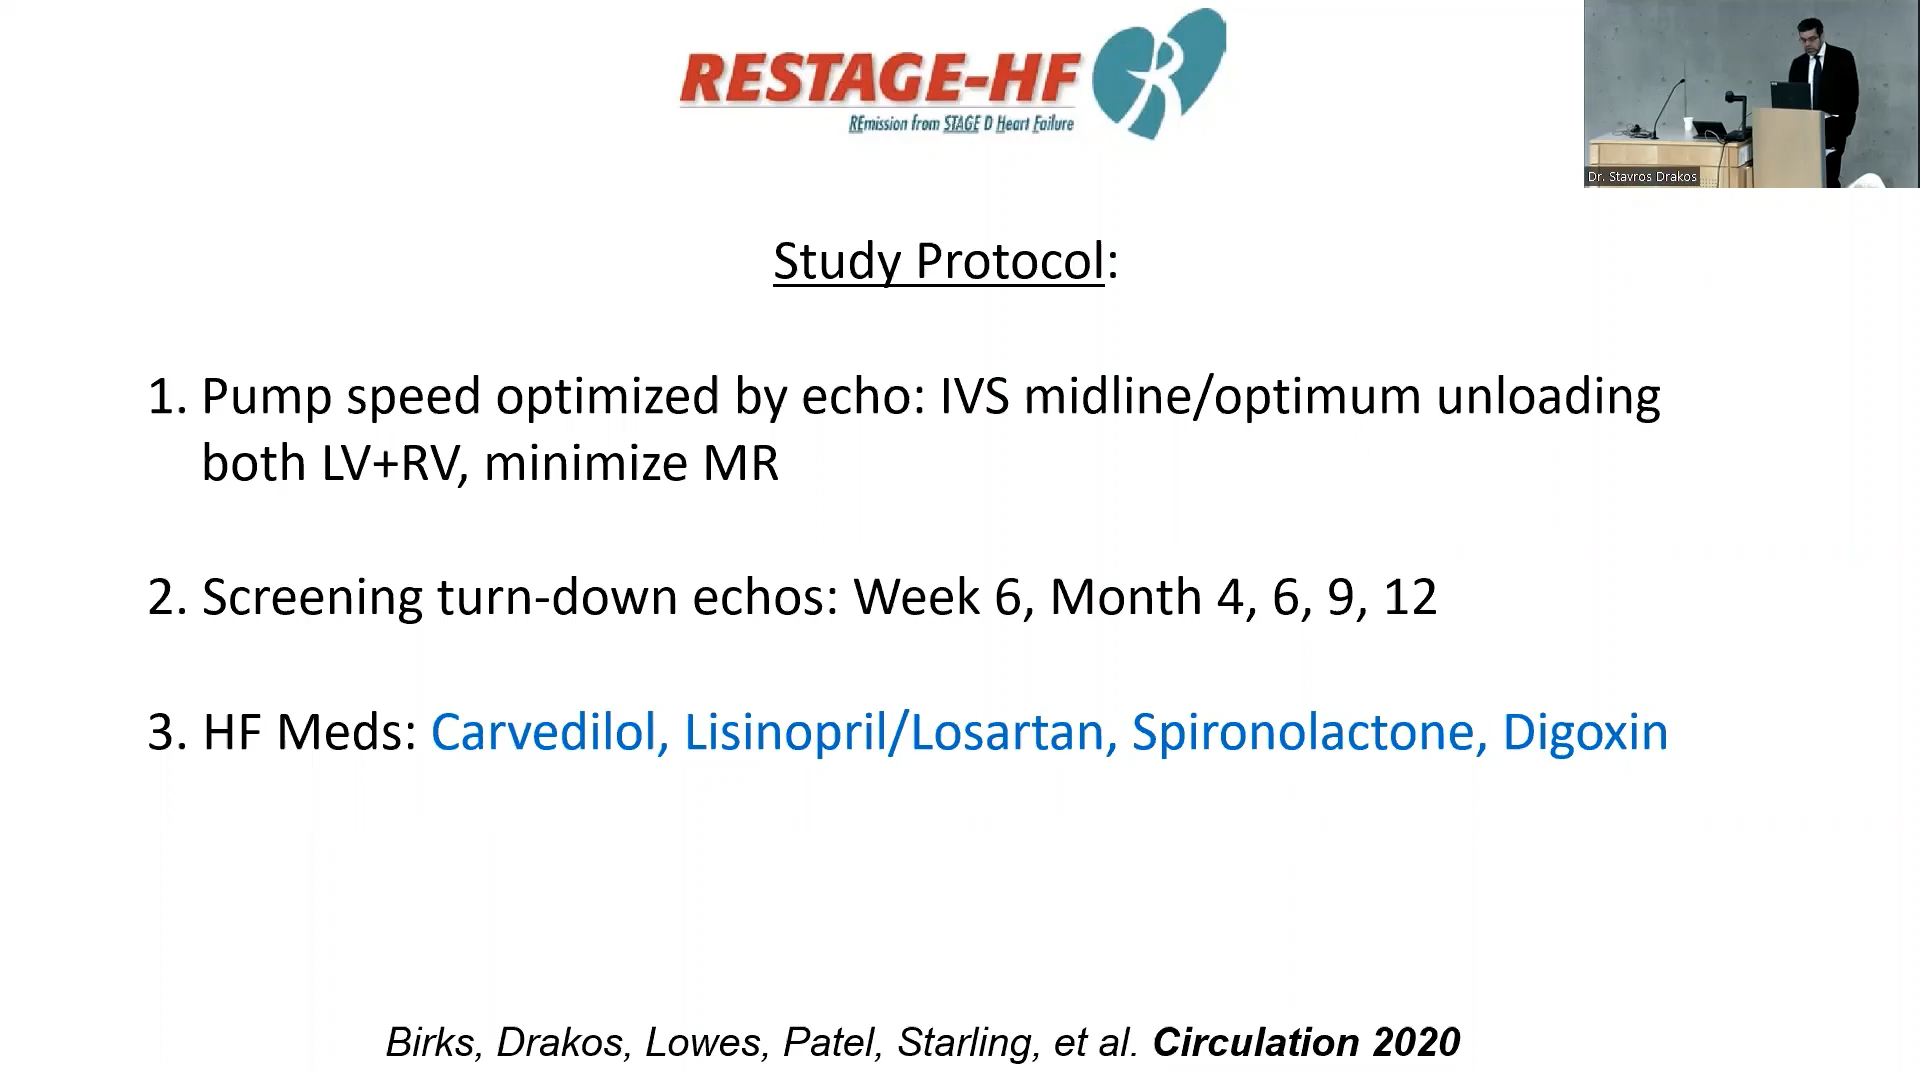 RESTAGE-HF
REmission from STAGE D Heart Failure
Dr. Stavros Drakos
Study Protocol:
1. Pump speed optimized by echo: IVS midline/optimum unloading
both LV+RV, minimize MR
2. Screening turn-down echos: Week 6, Month 4, 6, 9, 12
3. HF Meds: Carvedilol, Lisinopril/Losartan, Spironolactone, Digoxin
Birks, Drakos, Lowes, Patel, Starling, et al. Circulation 2020